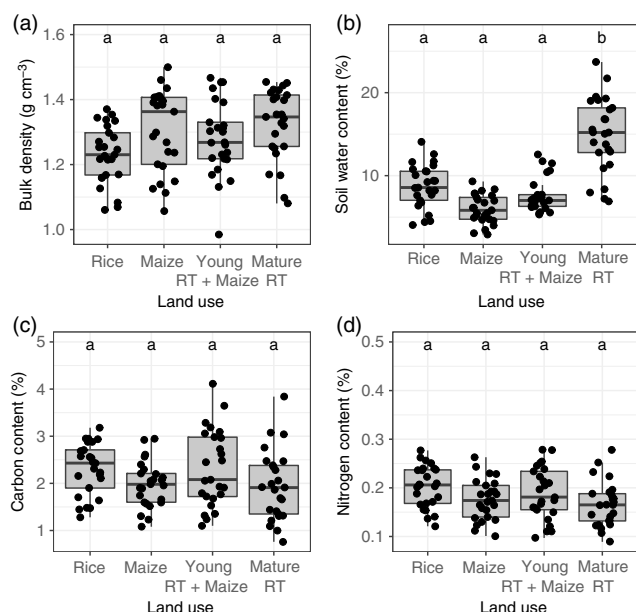 (a)
a a a a
Bulk density (g cm⁻³)
1.6
1.4
1.2
1.0
Rice Maize Young Mature
RT + Maize RT
Land use
(b)
a a a b
Soil water content (%)
20
10
Rice Maize Young Mature
RT + Maize RT
Land use
(c)
a a a a
Carbon content (%)
5
4
3
2
1
Rice Maize Young Mature
RT + Maize RT
Land use
(d)
a a a a
Nitrogen content (%)
0.5
0.4
0.3
0.2
0.1
Rice Maize Young Mature
RT + Maize RT
Land use